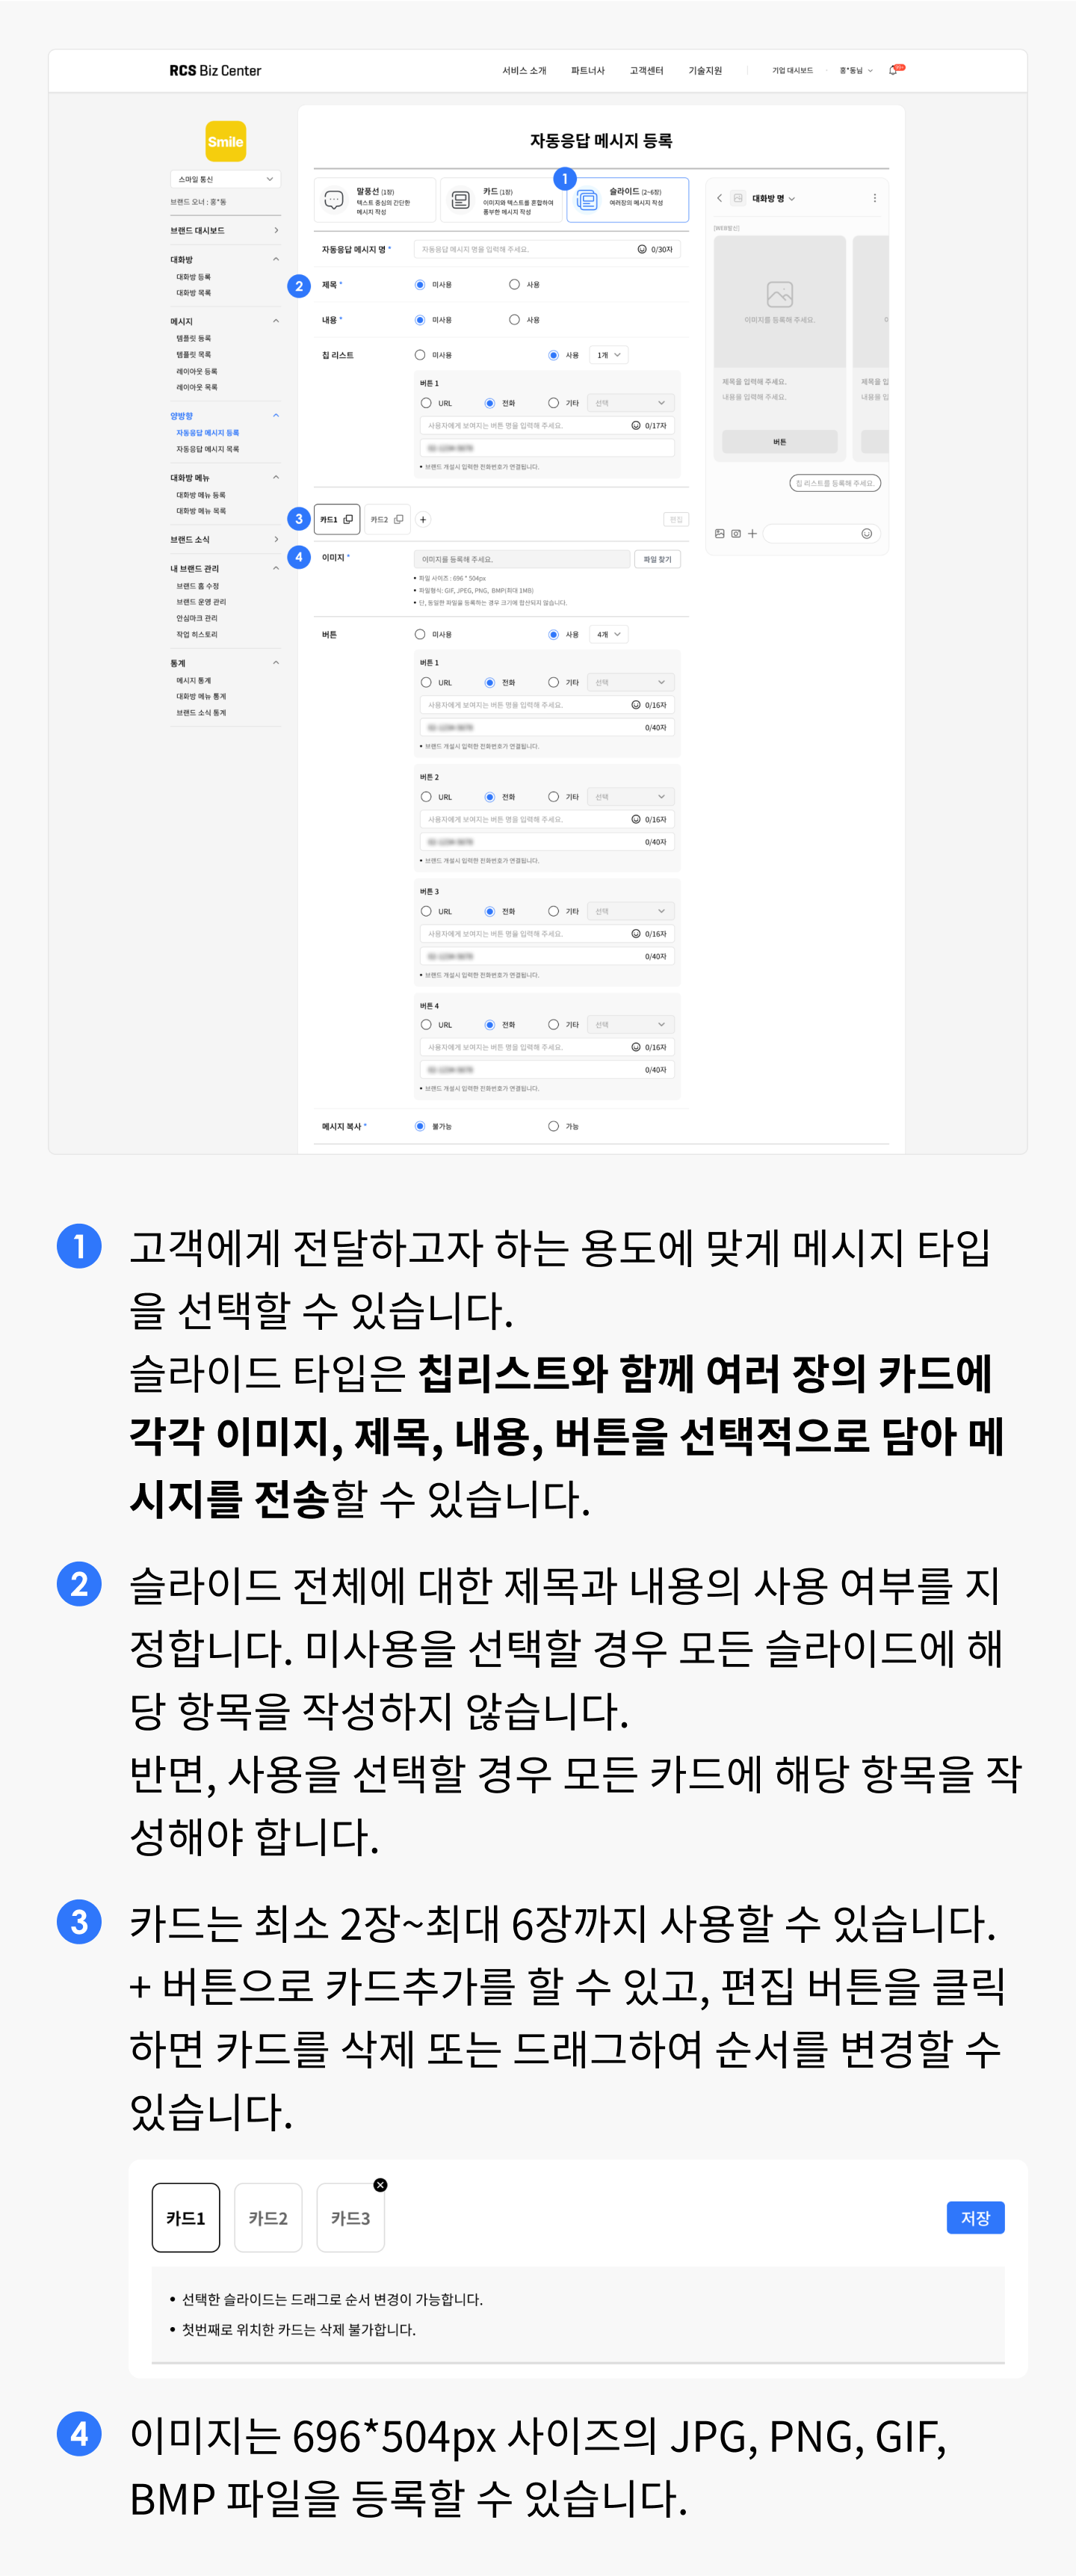 RCS Biz Center
서비스 소개
파트너사
고객센터
기술지원
기업 대시보드
홍*동님
99+
Smile
스마일 통신
브랜드 오너 : 홍*동
브랜드 대시보드
대화방
대화방 등록
대화방 목록
메시지
템플릿 등록
템플릿 목록
레이아웃 등록
레이아웃 목록
양방향
자동응답 메시지 등록
자동응답 메시지 목록
대화방 메뉴
대화방 메뉴 등록
대화방 메뉴 목록
브랜드 소식
내 브랜드 관리
브랜드 홈 수정
브랜드 운영 관리
안심마크 관리
작업 히스토리
통계
메시지 통계
대화방 메뉴 통계
브랜드 소식 통계
자동응답 메시지 등록
말풍선 (1장)
텍스트 중심의 간단한
메시지 작성
카드 (1장)
이미지와 텍스트를 혼합하여
풍부한 메시지 작성
1
슬라이드 (2~6장)
여러장의 메시지 작성
자동응답 메시지 명 *
자동응답 메시지 명을 입력해 주세요.
0/30자
2
제목 *
미사용
사용
내용 *
미사용
사용
칩 리스트
미사용
사용
1개
버튼 1
URL
전화
기타
선택
사용자에게 보여지는 버튼 명을 입력해 주세요.
0/17자
• 브랜드 개설시 입력한 전화번호가 연결됩니다.
3
카드1
카드2
+
편집
4
이미지 *
이미지를 등록해 주세요.
파일 찾기
• 파일 사이즈 : 696 * 504px
• 파일형식: GIF, JPEG, PNG, BMP(최대 1MB)
• 단, 동일한 파일을 등록하는 경우 크기에 합산되지 않습니다.
버튼
미사용
사용
4개
버튼 1
URL
전화
기타
선택
사용자에게 보여지는 버튼 명을 입력해 주세요.
0/16자
0/40자
• 브랜드 개설시 입력한 전화번호가 연결됩니다.
버튼 2
URL
전화
기타
선택
사용자에게 보여지는 버튼 명을 입력해 주세요.
0/16자
0/40자
• 브랜드 개설시 입력한 전화번호가 연결됩니다.
버튼 3
URL
전화
기타
선택
사용자에게 보여지는 버튼 명을 입력해 주세요.
0/16자
0/40자
• 브랜드 개설시 입력한 전화번호가 연결됩니다.
버튼 4
URL
전화
기타
선택
사용자에게 보여지는 버튼 명을 입력해 주세요.
0/16자
0/40자
• 브랜드 개설시 입력한 전화번호가 연결됩니다.
메시지 복사 *
불가능
가능
대화방 명
[WEB발신]
이미지를 등록해 주세요.
제목을 입력해 주세요.
내용을 입력해 주세요.
버튼
제목을 입
내용을 입
칩 리스트를 등록해 주세요.
1 고객에게 전달하고자 하는 용도에 맞게 메시지 타입
을 선택할 수 있습니다.
슬라이드 타입은 칩리스트와 함께 여러 장의 카드에
각각 이미지, 제목, 내용, 버튼을 선택적으로 담아 메
시지를 전송할 수 있습니다.
2 슬라이드 전체에 대한 제목과 내용의 사용 여부를 지
정합니다. 미사용을 선택할 경우 모든 슬라이드에 해
당 항목을 작성하지 않습니다.
반면, 사용을 선택할 경우 모든 카드에 해당 항목을 작
성해야 합니다.
3 카드는 최소 2장~최대 6장까지 사용할 수 있습니다.
+ 버튼으로 카드추가를 할 수 있고, 편집 버튼을 클릭
하면 카드를 삭제 또는 드래그하여 순서를 변경할 수
있습니다.
카드1
카드2
카드3
저장
• 선택한 슬라이드는 드래그로 순서 변경이 가능합니다.
• 첫번째로 위치한 카드는 삭제 불가합니다.
4 이미지는 696*504px 사이즈의 JPG, PNG, GIF,
BMP 파일을 등록할 수 있습니다.